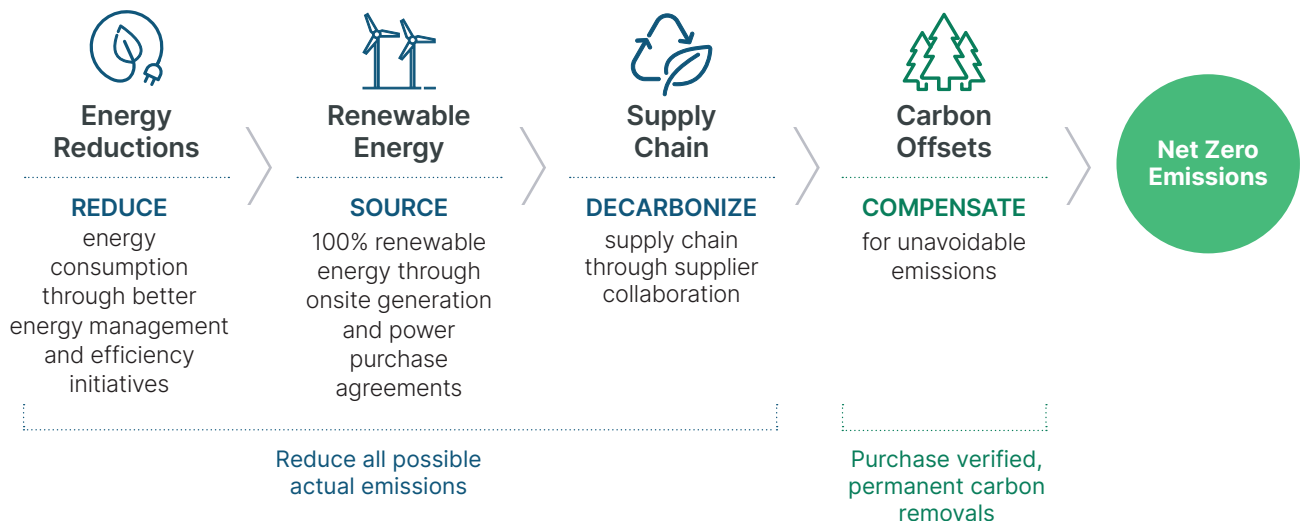 Energy
Reductions
REDUCE
energy
consumption
through better
energy management
and efficiency
initiatives
Renewable
Energy
SOURCE
100% renewable
energy through
onsite generation
and power
purchase
agreements
Supply
Chain
DECARBONIZE
supply chain
through supplier
collaboration
Carbon
Offsets
COMPENSATE
for unavoidable
emissions
Net Zero
Emissions
Reduce all possible
actual emissions
Purchase verified,
permanent carbon
removals